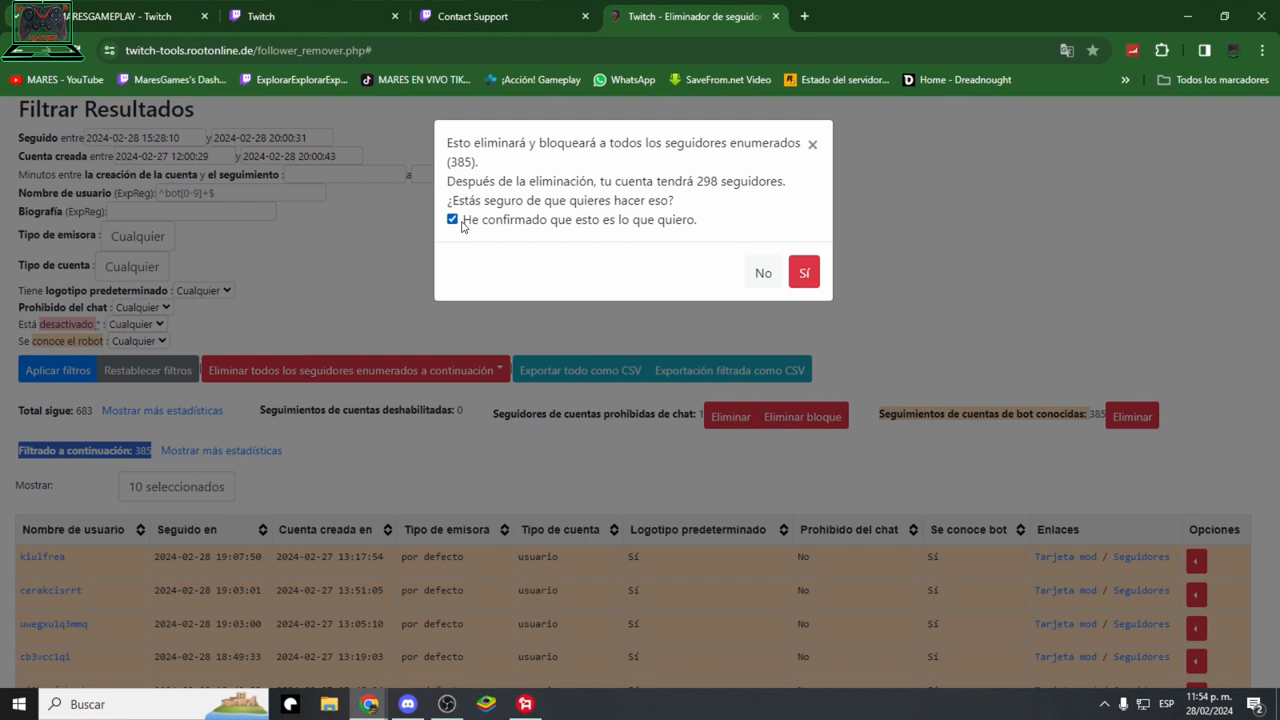 MARESGAMEPLAY - Twitch
Twitch
Contact Support
Twitch - Eliminador de seguido
twitch-tools.rootonline.de/follower_remover.php#
MARES - YouTube
MaresGames's Dash...
ExplorarExplorarExp...
MARES EN VIVO TIK...
¡Acción! Gameplay
WhatsApp
SaveFrom.net Video
Estado del servidor...
Home - Dreadnought
»
Todos los marcadores
Filtrar Resultados
Seguido entre 2024-02-28 15:28:10 y 2024-02-28 20:00:31
Cuenta creada entre 2024-02-27 12:00:29 y 2024-02-28 20:00:43
Minutos entre la creación de la cuenta y el seguimiento : a
Nombre de usuario (ExpReg): ^bot[0-9]+$
Biografía (ExpReg):
Tipo de emisora : Cualquier
Tipo de cuenta : Cualquier
Tiene logotipo predeterminado : Cualquier
Prohibido del chat : Cualquier
Está desactivado * : Cualquier
Se conoce el robot : Cualquier
Esto eliminará y bloqueará a todos los seguidores enumerados
(385).
Después de la eliminación, tu cuenta tendrá 298 seguidores.
¿Estás seguro de que quieres hacer eso?
He confirmado que esto es lo que quiero.
No
Sí
Aplicar filtros
Restablecer filtros
Eliminar todos los seguidores enumerados a continuación
Exportar todo como CSV
Exportación filtrada como CSV
Total sigue: 683 Mostrar más estadísticas
Seguimientos de cuentas deshabilitadas: 0
Seguidores de cuentas prohibidas de chat: 1 Eliminar Eliminar bloque
Seguimientos de cuentas de bot conocidas: 385 Eliminar
Filtrado a continuación: 385 Mostrar más estadísticas
Mostrar: 10 seleccionados
Nombre de usuario Seguido en Cuenta creada en Tipo de emisora Tipo de cuenta Logotipo predeterminado Prohibido del chat Se conoce bot Enlaces Opciones
kiulfrea 2024-02-28 19:07:50 2024-02-27 13:17:54 por defecto usuario Sí No Sí Tarjeta mod / Seguidores
cerakcisrrt 2024-02-28 19:03:01 2024-02-27 13:51:05 por defecto usuario Sí No Sí Tarjeta mod / Seguidores
uwegxulq3mmq 2024-02-28 19:03:00 2024-02-27 13:05:10 por defecto usuario Sí No Sí Tarjeta mod / Seguidores
cb3vcc1qi 2024-02-28 18:49:33 2024-02-27 13:19:03 por defecto usuario Sí No Sí Tarjeta mod / Seguidores
Buscar
ESP
11:54 p. m.
28/02/2024
2